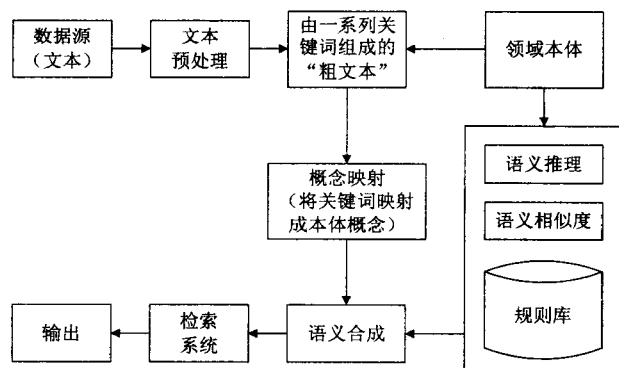 数据源
（文本）
文本
预处理
由一系列关
键词组成的
“粗文本”
领域本体
概念映射
（将关键词映射
成本体概念）
语义推理
语义相似度
规则库
输出
检索
系统
语义合成